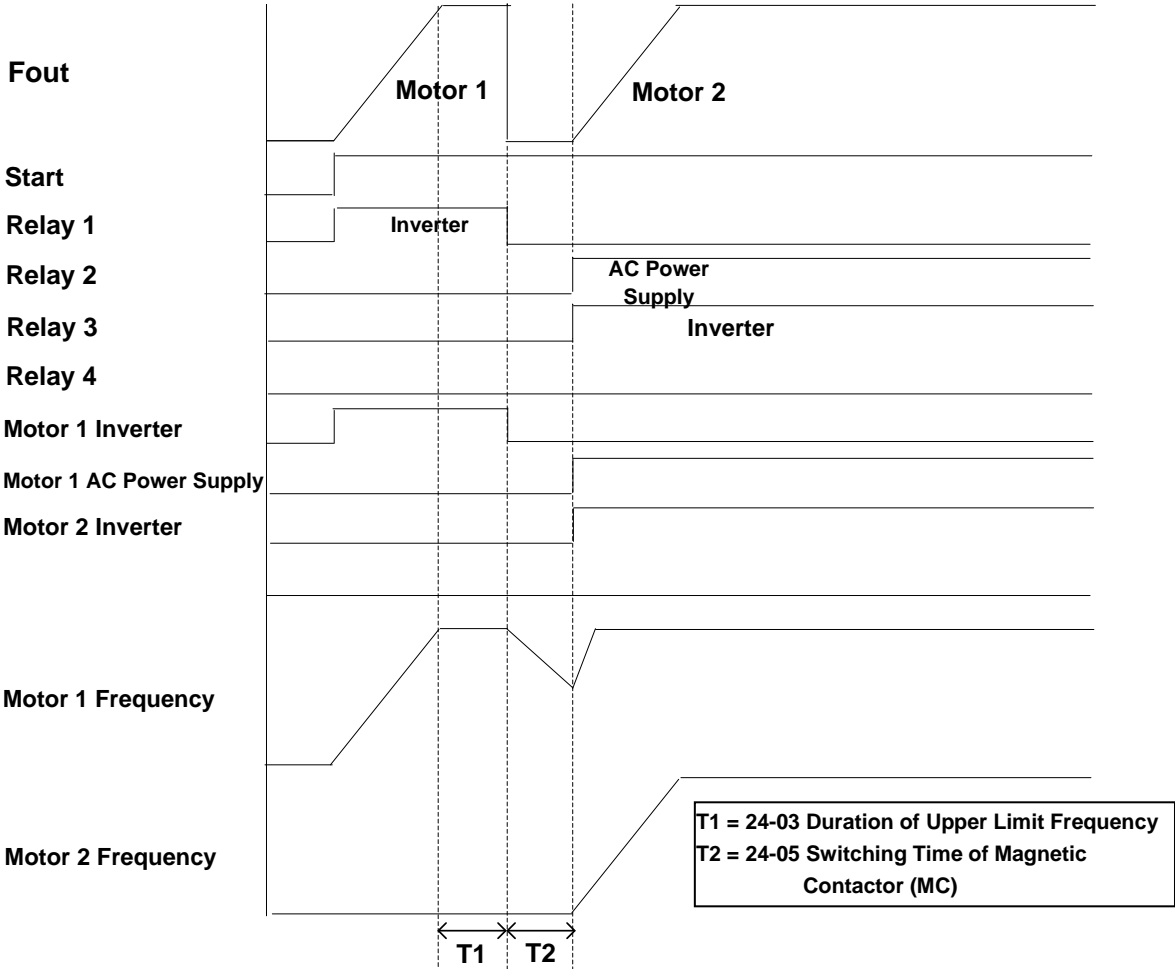 Fout
Motor 1
Motor 2
Start
Relay 1
Inverter
Relay 2
AC Power
Supply
Relay 3
Inverter
Relay 4
Motor 1 Inverter
Motor 1 AC Power Supply
Motor 2 Inverter
Motor 1 Frequency
T1 = 24-03 Duration of Upper Limit Frequency
T2 = 24-05 Switching Time of Magnetic
Contactor (MC)
Motor 2 Frequency
T1
T2